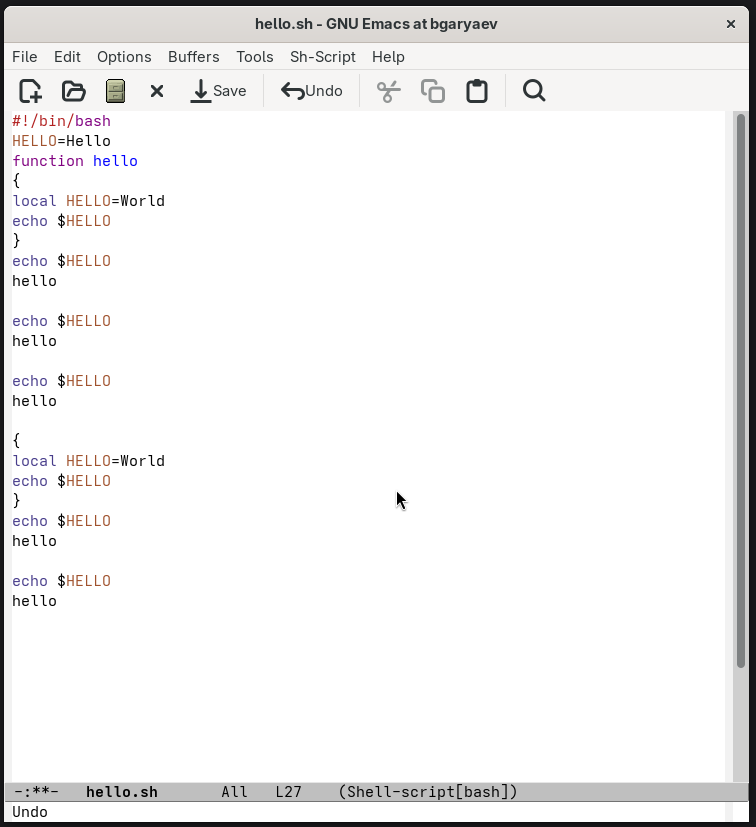 hello.sh - GNU Emacs at bgaryaev
File Edit Options Buffers Tools Sh-Script Help
Save Undo
#!/bin/bash
HELLO=Hello
function hello
{
local HELLO=World
echo $HELLO
}
echo $HELLO
hello
echo $HELLO
hello
echo $HELLO
hello
{
local HELLO=World
echo $HELLO
}
echo $HELLO
hello
echo $HELLO
hello
-:**- hello.sh All L27 (Shell-script[bash])
Undo